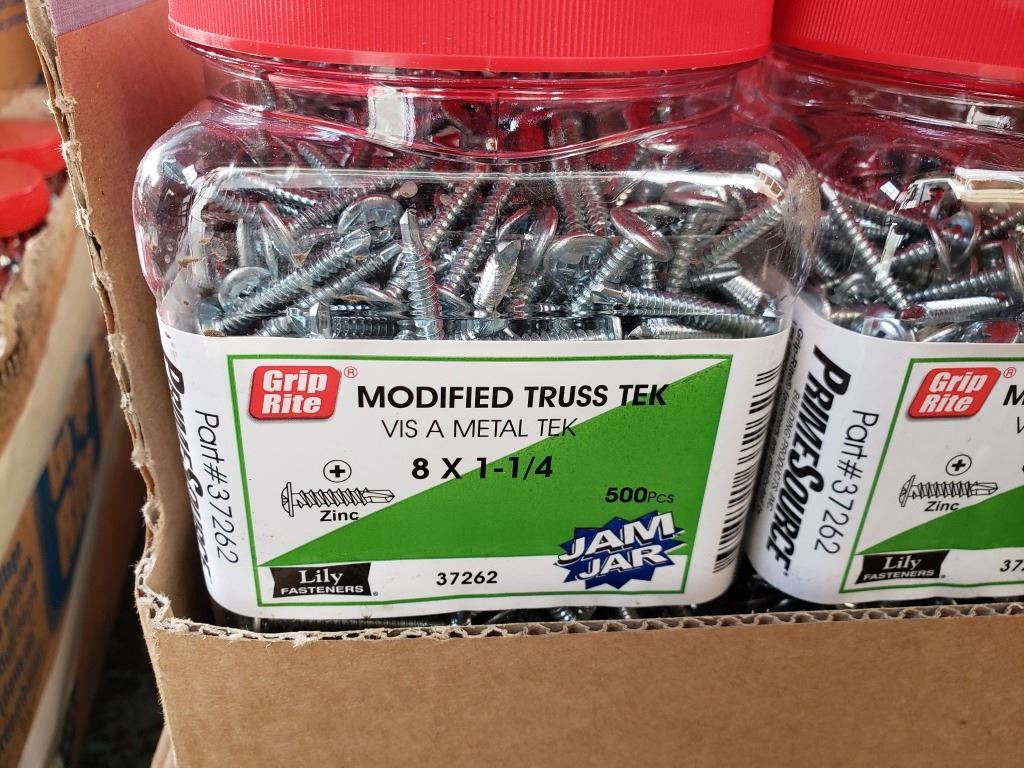 Grip Rite®
MODIFIED TRUSS TEK
VIS A METAL TEK
8 X 1-1/4
500Pcs
Zinc
JAM JAR
Lily FASTENERS®
37262
PRIMESOURCE
Part#37262
PRIMESOURCE®
Part#37262
Grip Rite®
M
Zinc
Lily FASTENERS®
37